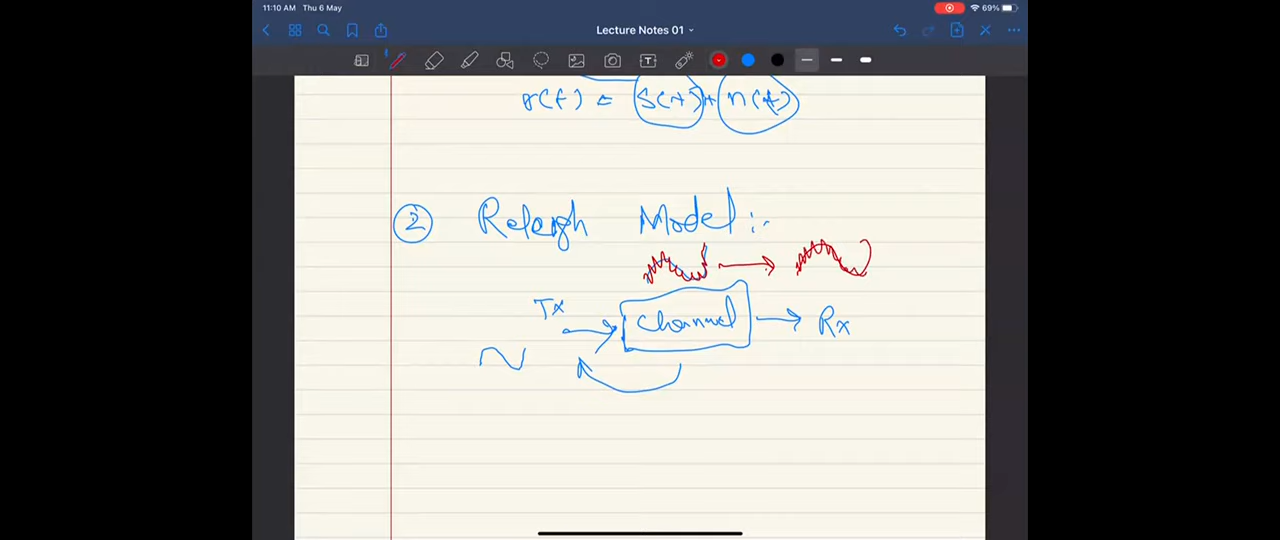 11:10 AM Thu 6 May
69%
Lecture Notes 01
r(t) = S(t) + n(t)
2 Releigh Model :-
Tx
Channel
Rx